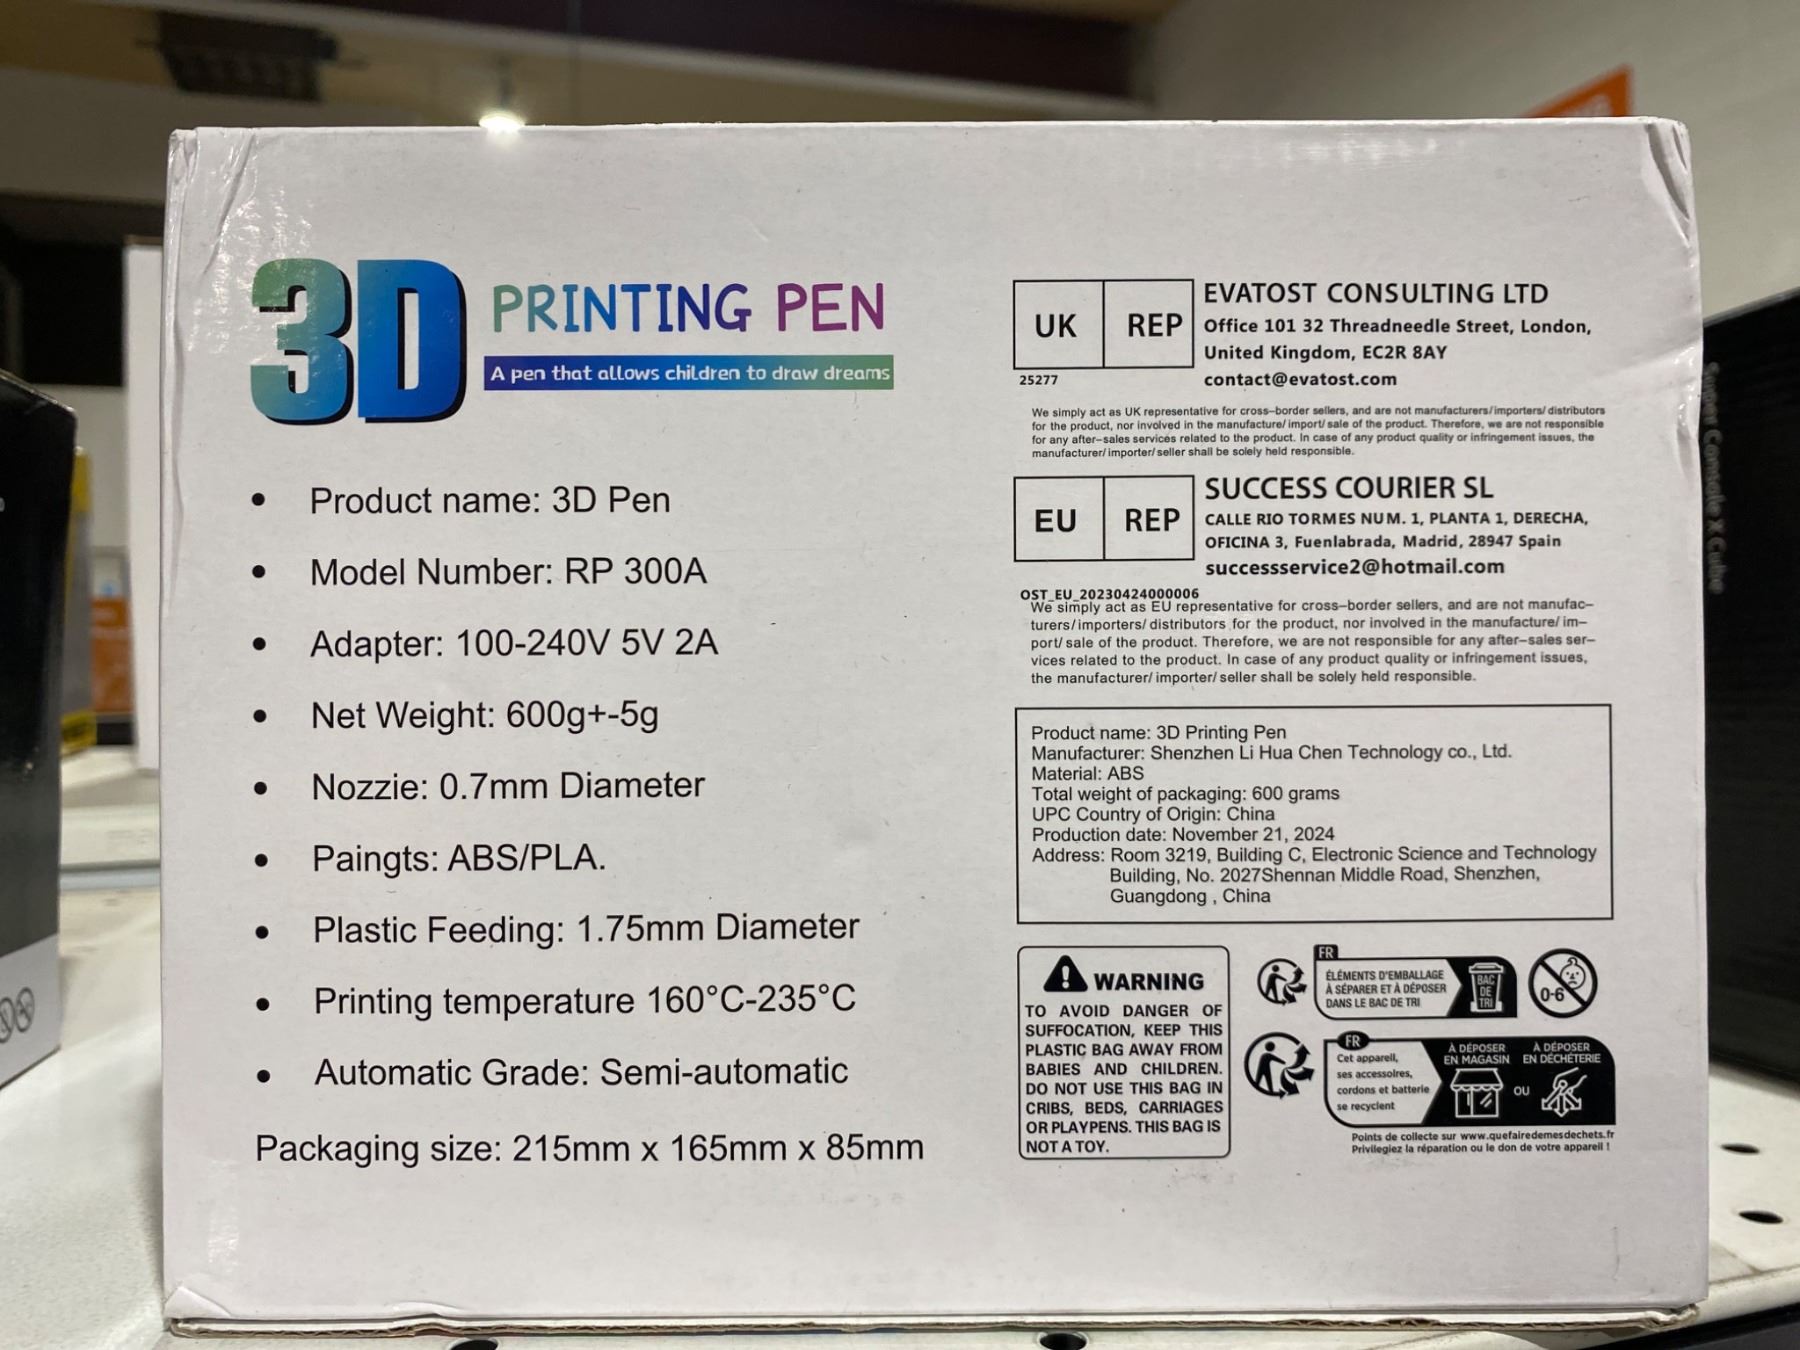 3D PRINTING PEN
A pen that allows children to draw dreams
• Product name: 3D Pen
• Model Number: RP 300A
• Adapter: 100-240V 5V 2A
• Net Weight: 600g+-5g
• Nozzie: 0.7mm Diameter
• Paingts: ABS/PLA.
• Plastic Feeding: 1.75mm Diameter
• Printing temperature 160°C-235°C
• Automatic Grade: Semi-automatic
Packaging size: 215mm x 165mm x 85mm
UK REP
25277
EVATOST CONSULTING LTD
Office 101 32 Threadneedle Street, London,
United Kingdom, EC2R 8AY
contact@evatost.com
We simply act as UK representative for cross-border sellers, and are not manufacturers/importers/distributors
for the product, nor involved in the manufacture/import/sale of the product. Therefore, we are not responsible
for any after-sales services related to the product. In case of any product quality or infringement issues, the
manufacturer/importer/seller shall be solely held responsible.
EU REP
SUCCESS COURIER SL
CALLE RIO TORMES NUM. 1, PLANTA 1, DERECHA,
OFICINA 3, Fuenlabrada, Madrid, 28947 Spain
successservice2@hotmail.com
OST_EU_20230424000006
We simply act as EU representative for cross-border sellers, and are not manufac-
turers/importers/distributors for the product, nor involved in the manufacture/im-
port/sale of the product. Therefore, we are not responsible for any after-sales ser-
vices related to the product. In case of any product quality or infringement issues,
the manufacturer/importer/seller shall be solely held responsible.
Product name: 3D Printing Pen
Manufacturer: Shenzhen Li Hua Chen Technology co., Ltd.
Material: ABS
Total weight of packaging: 600 grams
UPC Country of Origin: China
Production date: November 21, 2024
Address: Room 3219, Building C, Electronic Science and Technology
Building, No. 2027Shennan Middle Road, Shenzhen,
Guangdong , China
WARNING
TO AVOID DANGER OF
SUFFOCATION, KEEP THIS
PLASTIC BAG AWAY FROM
BABIES AND CHILDREN.
DO NOT USE THIS BAG IN
CRIBS, BEDS, CARRIAGES
OR PLAYPENS. THIS BAG IS
NOT A TOY.
FR
ÉLÉMENTS D'EMBALLAGE
À SÉPARER ET À DÉPOSER
DANS LE BAC DE TRI
BAC
DE
TRI
0-6
FR
Cet appareil,
ses accessoires,
cordons et batterie
se recyclent
À DÉPOSER
EN MAGASIN
OU
À DÉPOSER
EN DÉCHÈTERIE
Points de collecte sur www.quefairedemesdechets.fr
Privilegiez la réparation ou le don de votre appareil !
Super Console X Cube